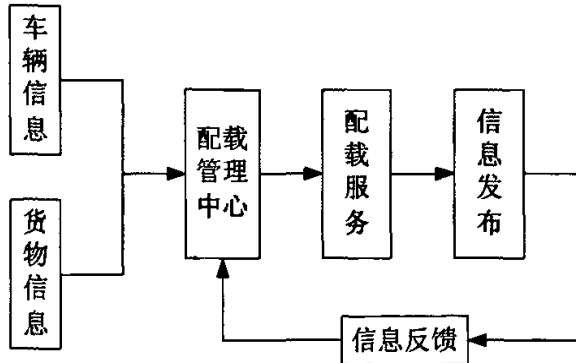 车辆信息
货物信息
配载
管理
中心
配载服务
信息发布
信息反馈